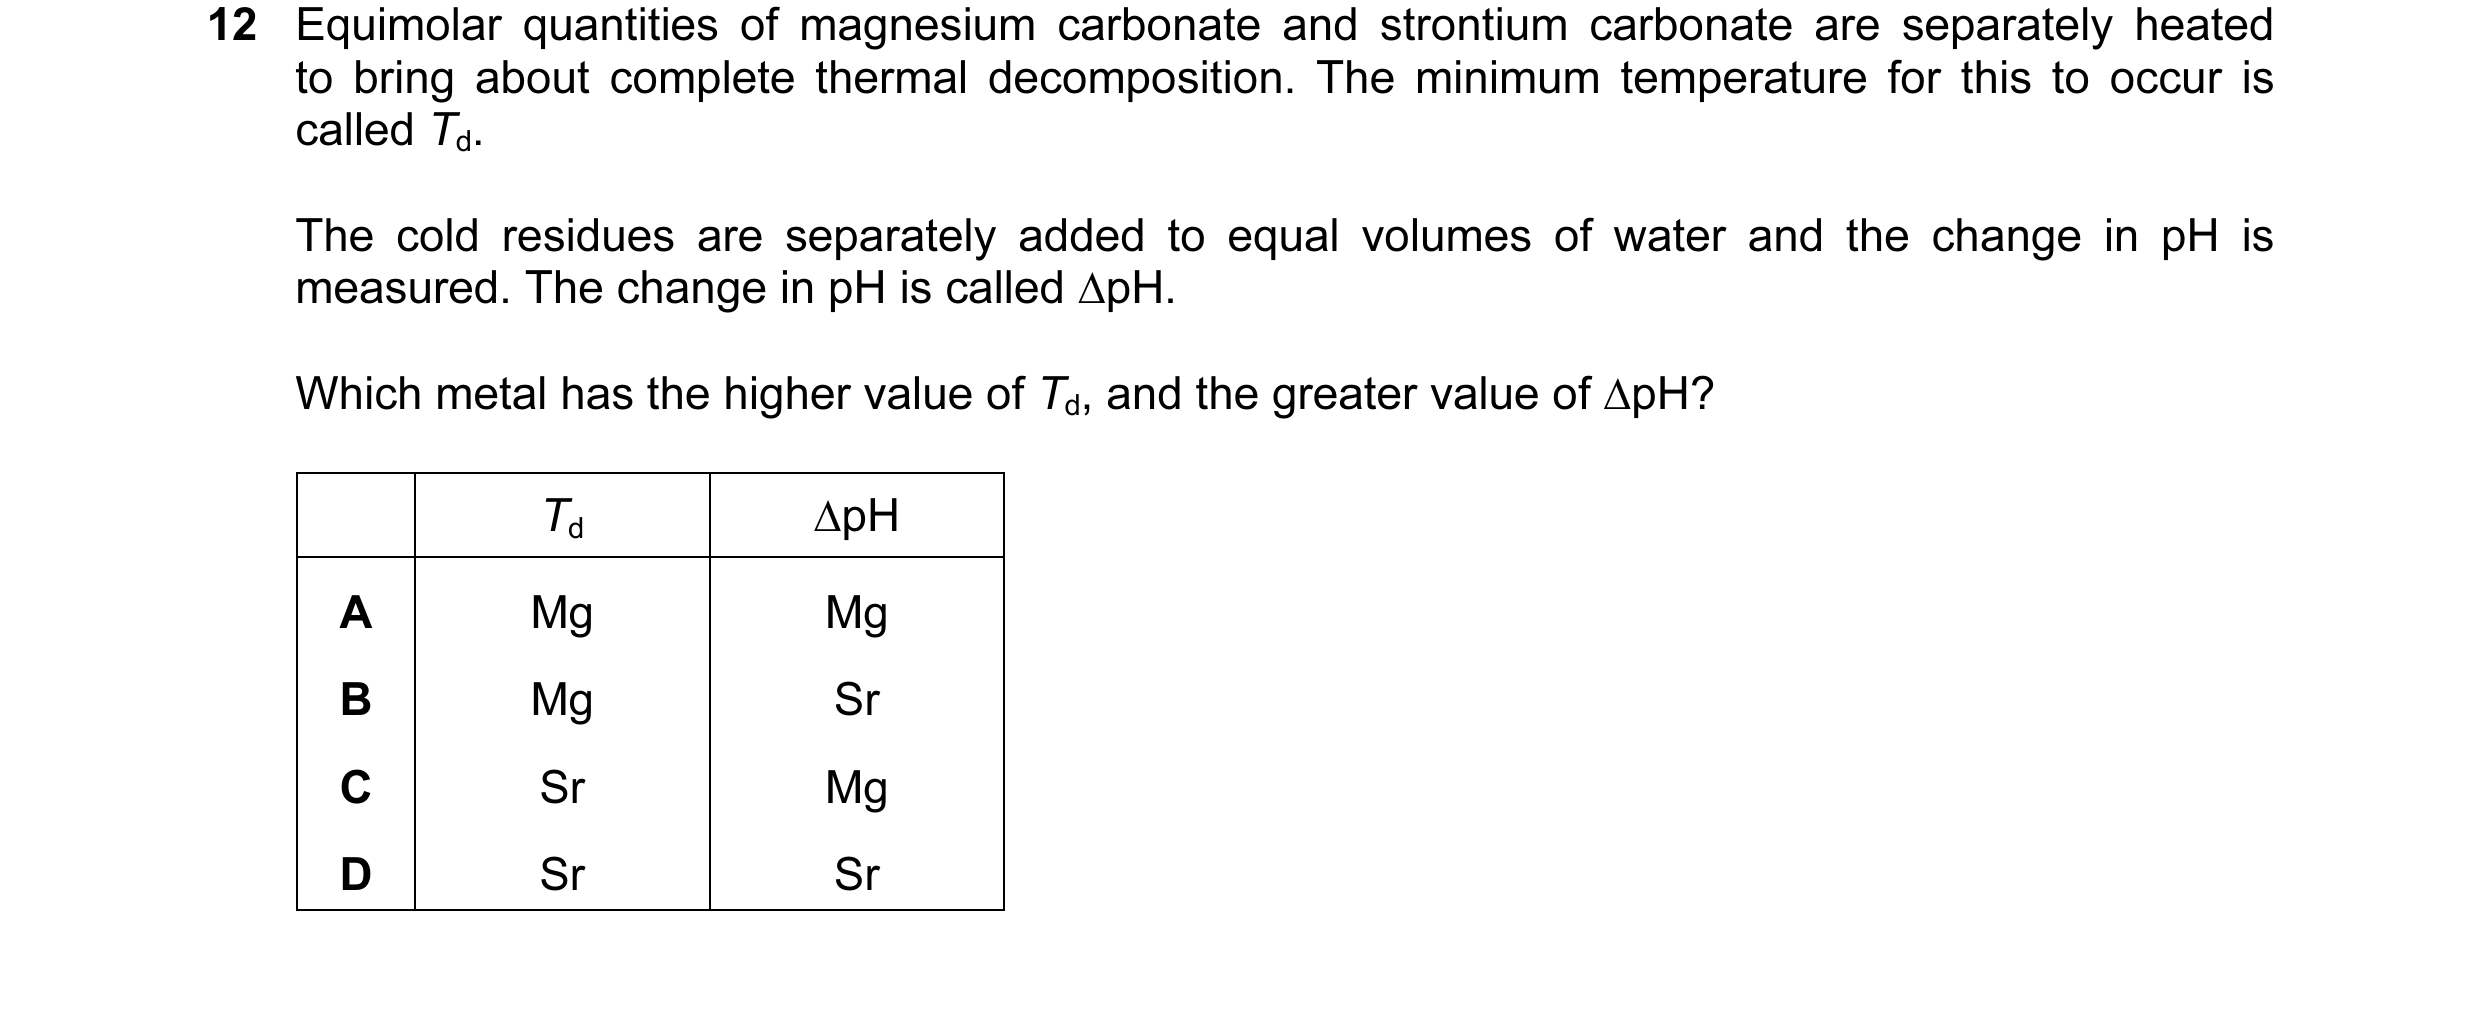 12 Equimolar quantities of magnesium carbonate and strontium carbonate are separately heated
to bring about complete thermal decomposition. The minimum temperature for this to occur is
called Td.
The cold residues are separately added to equal volumes of water and the change in pH is
measured. The change in pH is called ΔpH.
Which metal has the higher value of Td, and the greater value of ΔpH?
Td ΔpH
A Mg Mg
B Mg Sr
C Sr Mg
D Sr Sr